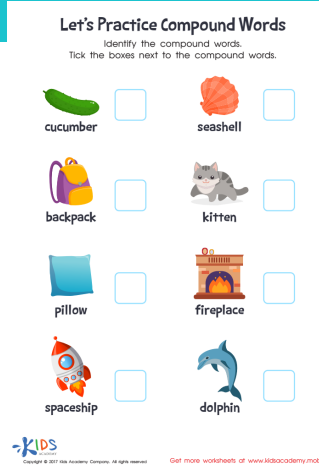 Let's Practice Compound Words
Identify the compound words.
Tick the boxes next to the compound words.
cucumber
seashell
backpack
kitten
pillow
fireplace
spaceship
dolphin
KIDS
ACADEMY
Copyright © 2017 Kids Academy Company. All rights reserved
Get more worksheets at www.kidsacademy.mobi